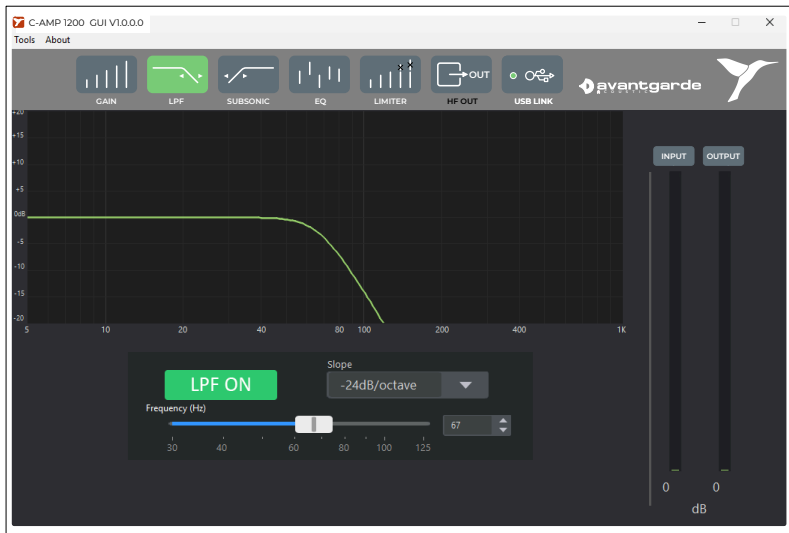 C-AMP 1200 GUI V1.0.0.0
Tools About
OUT
GAIN LPF SUBSONIC EQ LIMITER HF OUT USB LINK
avantgarde
ACOUSTIC
+20
+15
+10
+5
0dB
-5
-10
-15
-20
5 10 20 40 80 100 200 400 1K
INPUT OUTPUT
0 0
dB
LPF ON
Slope
-24dB/octave
Frequency (Hz)
67
30 40 60 80 100 125